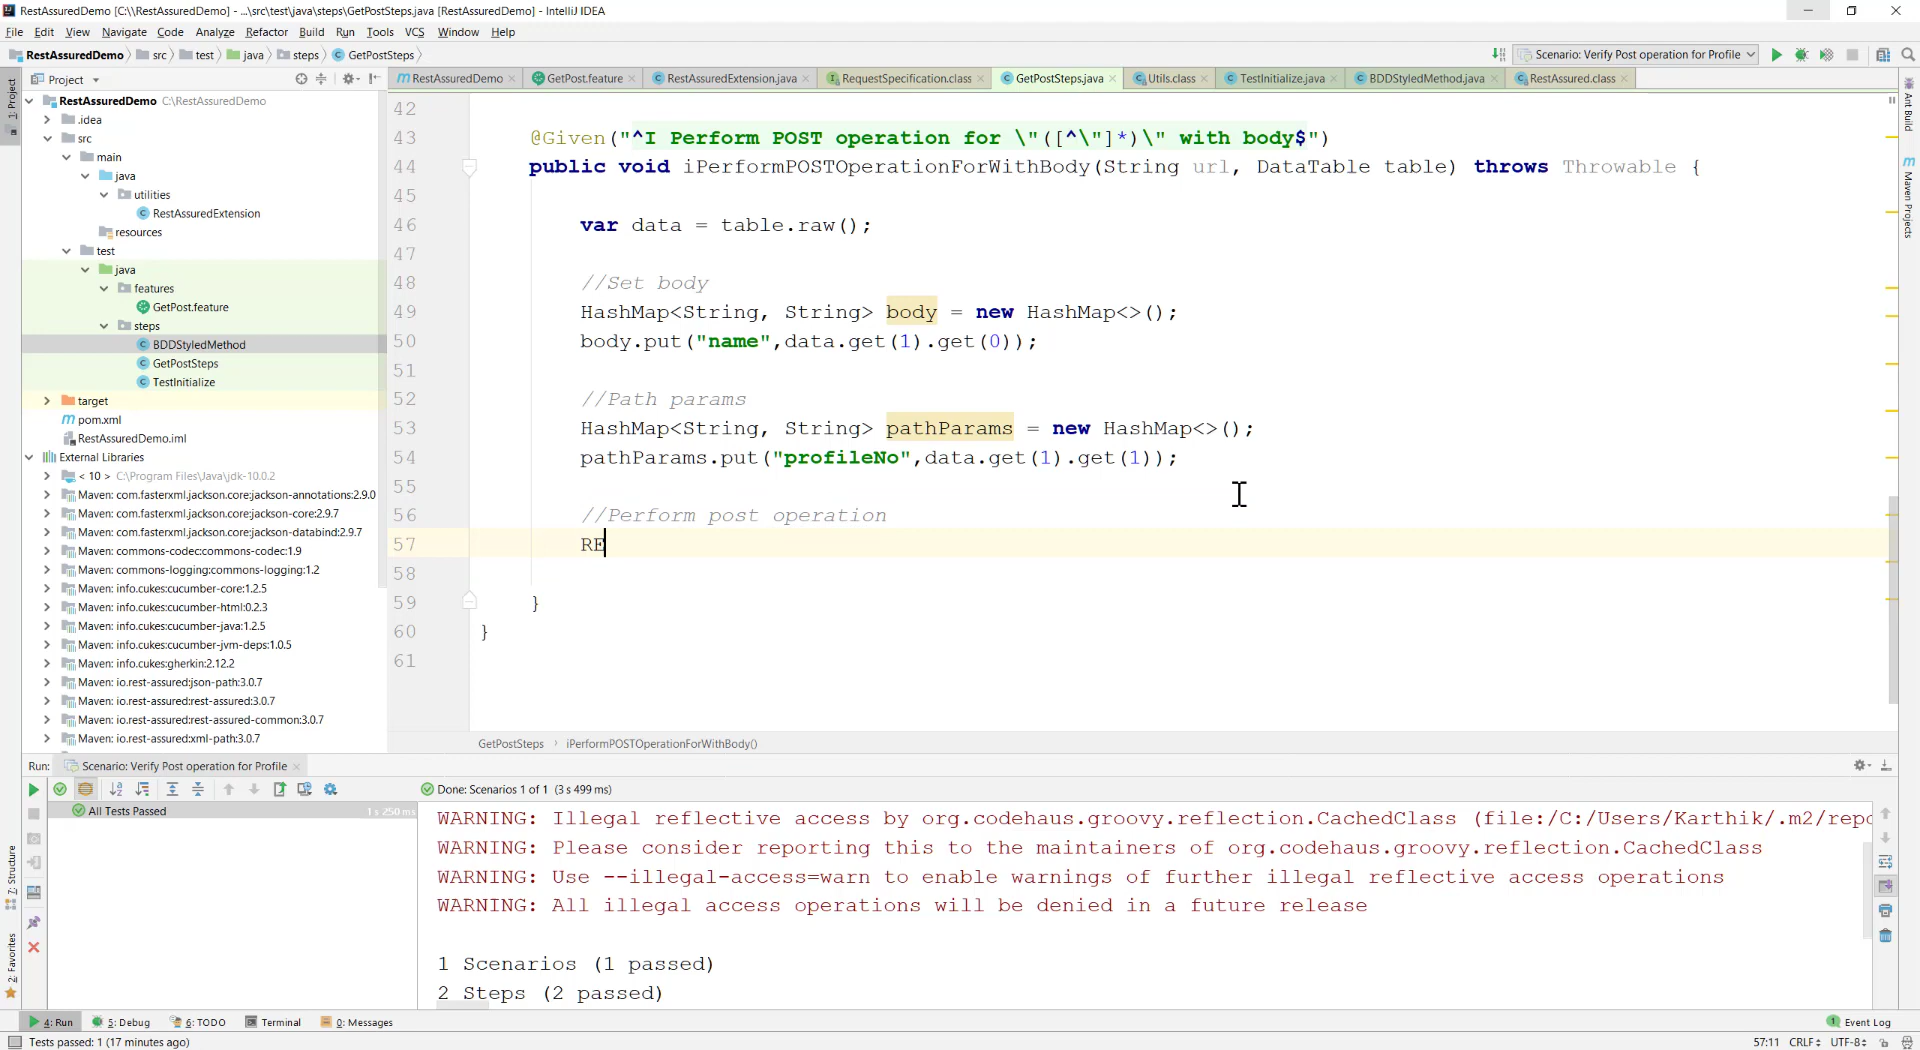 RestAssuredDemo [C:\\RestAssuredDemo] - ...\src\test\java\steps\GetPostSteps.java [RestAssuredDemo] - IntelliJ IDEA
File Edit View Navigate Code Analyze Refactor Build Run Tools VCS Window Help
RestAssuredDemo src test java steps GetPostSteps
Scenario: Verify Post operation for Profile
Project
RestAssuredDemo GetPost.feature RestAssuredExtension.java RequestSpecification.class GetPostSteps.java Utils.class TestInitialize.java BDDStyledMethod.java RestAssured.class
1: Project
RestAssuredDemo C:\RestAssuredDemo
.idea
src
main
java
utilities
RestAssuredExtension
resources
test
java
features
GetPost.feature
steps
BDDStyledMethod
GetPostSteps
TestInitialize
target
pom.xml
RestAssuredDemo.iml
External Libraries
< 10 > C:\Program Files\Java\jdk-10.0.2
Maven: com.fasterxml.jackson.core:jackson-annotations:2.9.0
Maven: com.fasterxml.jackson.core:jackson-core:2.9.7
Maven: com.fasterxml.jackson.core:jackson-databind:2.9.7
Maven: commons-codec:commons-codec:1.9
Maven: commons-logging:commons-logging:1.2
Maven: info.cukes:cucumber-core:1.2.5
Maven: info.cukes:cucumber-html:0.2.3
Maven: info.cukes:cucumber-java:1.2.5
Maven: info.cukes:cucumber-jvm-deps:1.0.5
Maven: info.cukes:gherkin:2.12.2
Maven: io.rest-assured:json-path:3.0.7
Maven: io.rest-assured:rest-assured:3.0.7
Maven: io.rest-assured:rest-assured-common:3.0.7
Maven: io.rest-assured:xml-path:3.0.7
42
43 @Given("^I Perform POST operation for \"([^\"]*)\" with body$")
44 public void iPerformPOSTOperationForWithBody(String url, DataTable table) throws Throwable {
45
46 var data = table.raw();
47
48 //Set body
49 HashMap<String, String> body = new HashMap<>();
50 body.put("name",data.get(1).get(0));
51
52 //Path params
53 HashMap<String, String> pathParams = new HashMap<>();
54 pathParams.put("profileNo",data.get(1).get(1));
55
56 //Perform post operation
57 RE
58
59 }
60 }
61
GetPostSteps iPerformPOSTOperationForWithBody()
Ant Build
Maven Projects
Run: Scenario: Verify Post operation for Profile
Done: Scenarios 1 of 1 (3 s 499 ms)
All Tests Passed 1 s 250 ms
WARNING: Illegal reflective access by org.codehaus.groovy.reflection.CachedClass (file:/C:/Users/Karthik/.m2/repo
WARNING: Please consider reporting this to the maintainers of org.codehaus.groovy.reflection.CachedClass
WARNING: Use --illegal-access=warn to enable warnings of further illegal reflective access operations
WARNING: All illegal access operations will be denied in a future release
1 Scenarios (1 passed)
2 Steps (2 passed)
7: Structure
2: Favorites
4: Run 5: Debug 6: TODO Terminal 0: Messages
1 Event Log
Tests passed: 1 (17 minutes ago)
57:11 CRLF UTF-8